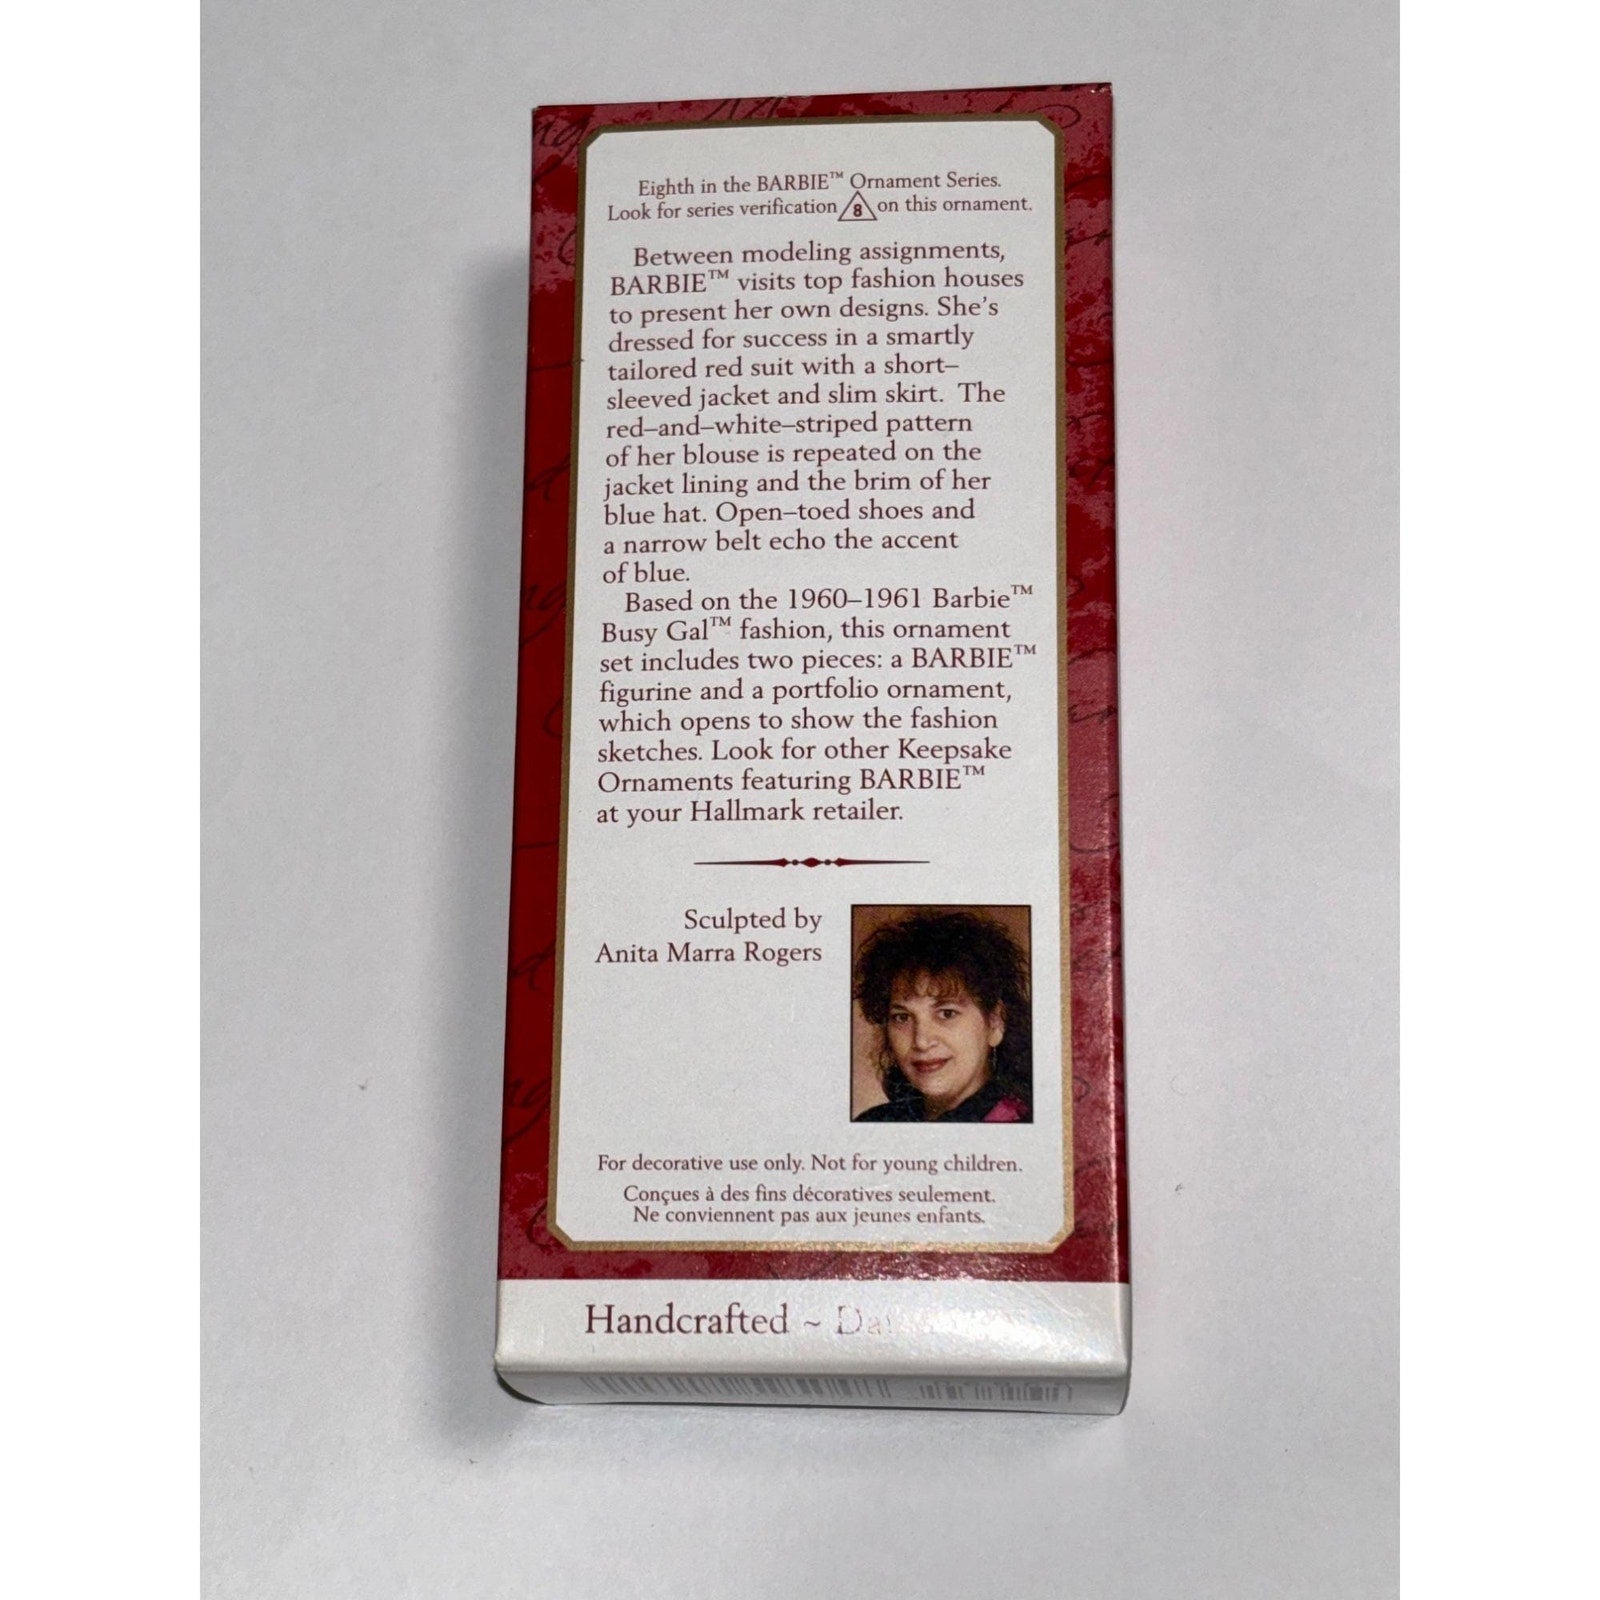 Eighth in the BARBIE™ Ornament Series.
Look for series verification 8 on this ornament.
Between modeling assignments,
BARBIE™ visits top fashion houses
to present her own designs. She's
dressed for success in a smartly
tailored red suit with a short–
sleeved jacket and slim skirt. The
red–and–white–striped pattern
of her blouse is repeated on the
jacket lining and the brim of her
blue hat. Open–toed shoes and
a narrow belt echo the accent
of blue.
Based on the 1960–1961 Barbie™
Busy Gal™ fashion, this ornament
set includes two pieces: a BARBIE™
figurine and a portfolio ornament,
which opens to show the fashion
sketches. Look for other Keepsake
Ornaments featuring BARBIE™
at your Hallmark retailer.
Sculpted by
Anita Marra Rogers
For decorative use only. Not for young children.
Conçues à des fins décoratives seulement.
Ne conviennent pas aux jeunes enfants.
Handcrafted ~